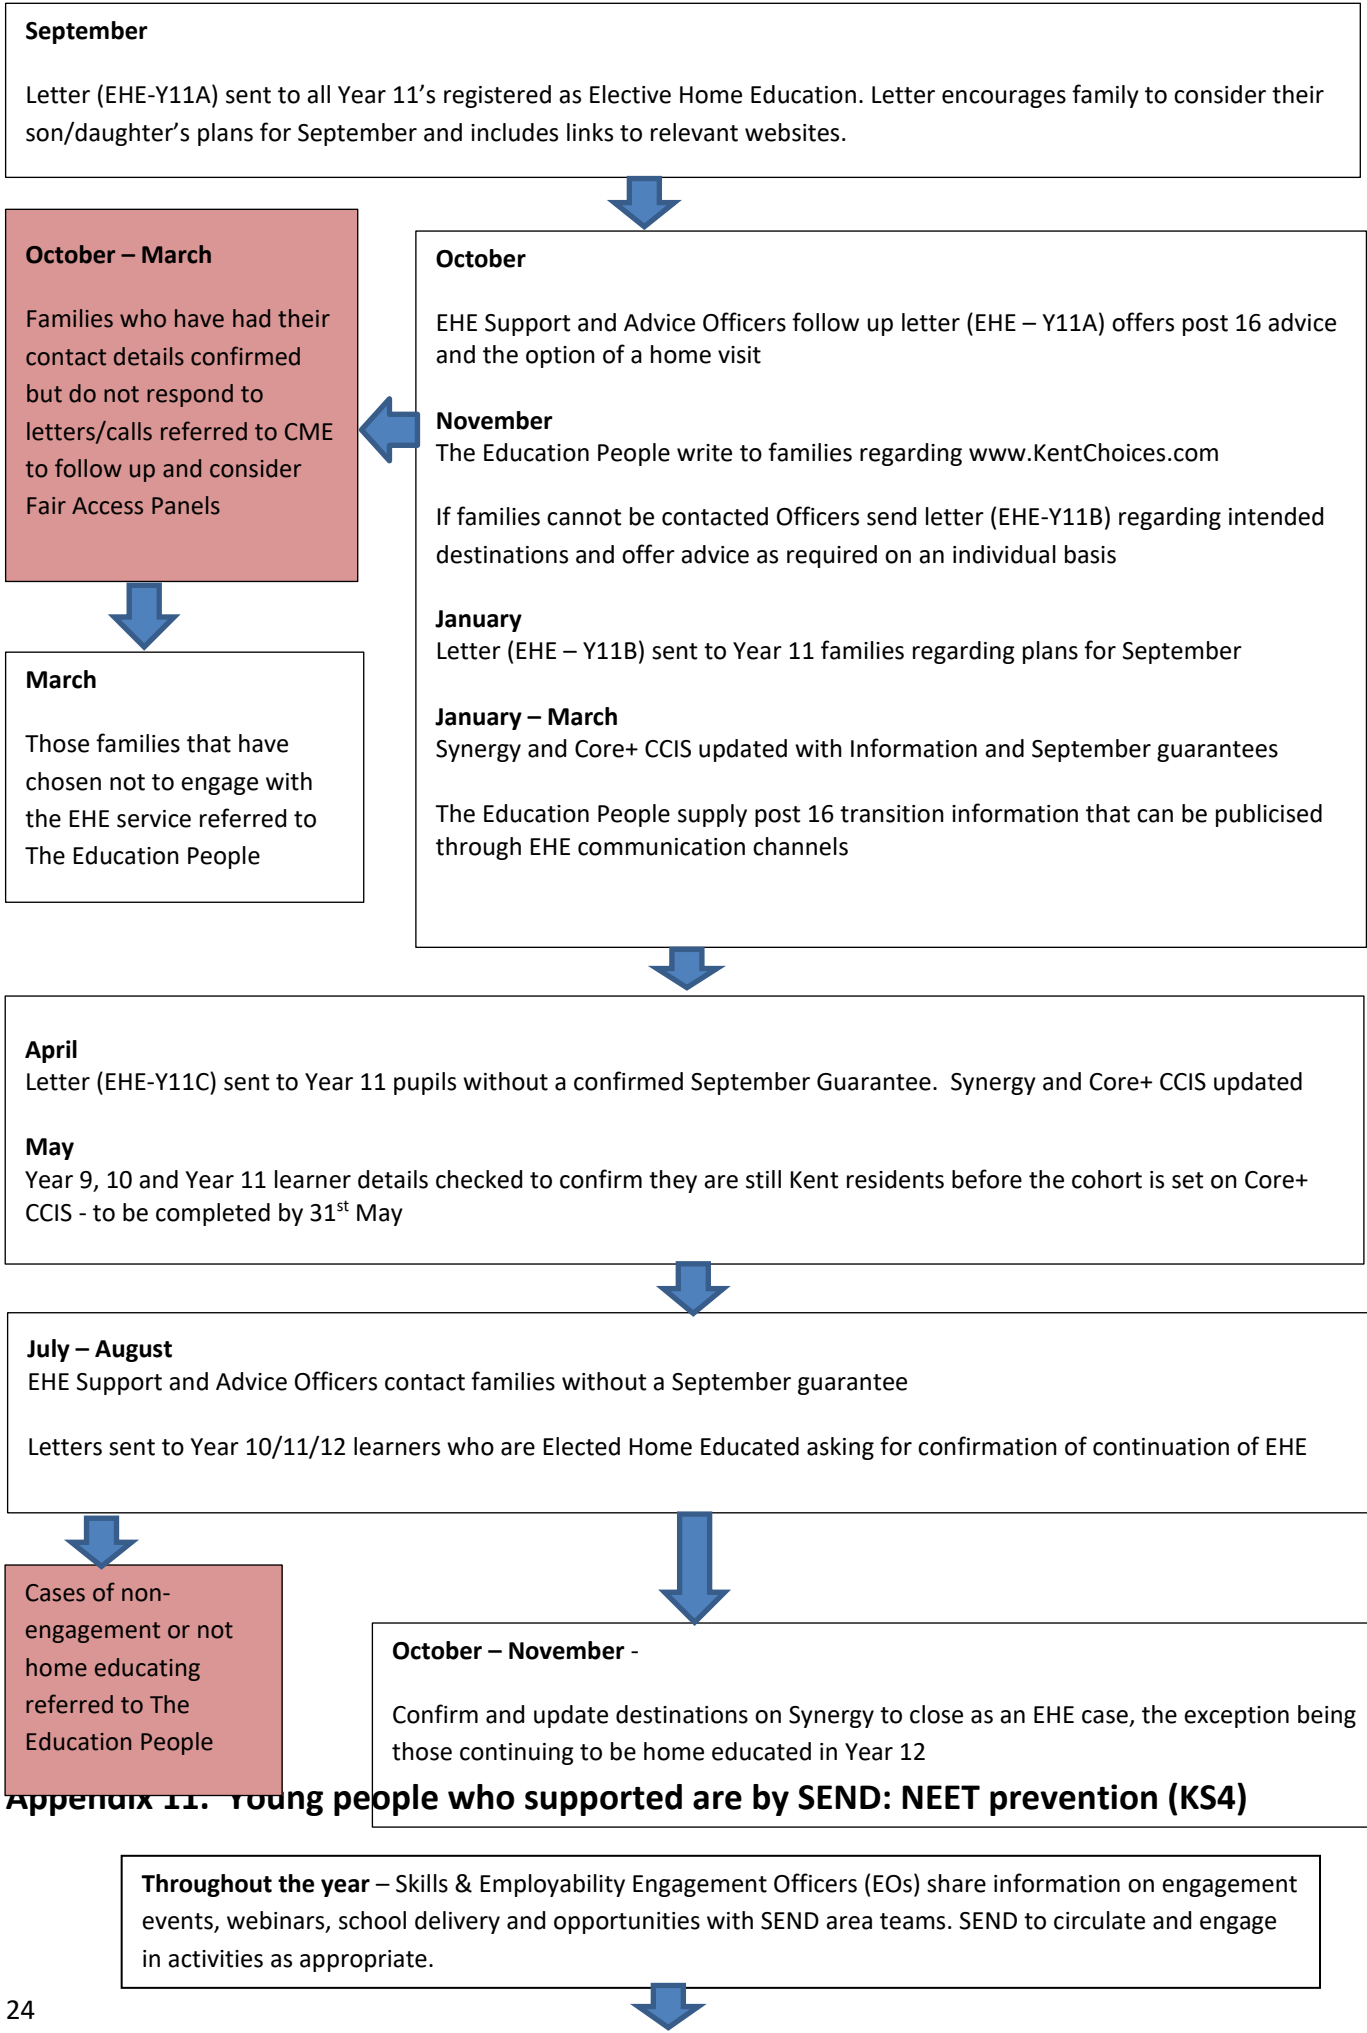 September
Letter (EHE-Y11A) sent to all Year 11’s registered as Elective Home Education. Letter encourages family to consider their
son/daughter’s plans for September and includes links to relevant websites.
October – March
Families who have had their
contact details confirmed
but do not respond to
letters/calls referred to CME
to follow up and consider
Fair Access Panels
October
EHE Support and Advice Officers follow up letter (EHE – Y11A) offers post 16 advice
and the option of a home visit
November
The Education People write to families regarding www.KentChoices.com
If families cannot be contacted Officers send letter (EHE-Y11B) regarding intended
destinations and offer advice as required on an individual basis
January
Letter (EHE – Y11B) sent to Year 11 families regarding plans for September
January – March
Synergy and Core+ CCIS updated with Information and September guarantees
The Education People supply post 16 transition information that can be publicised
through EHE communication channels
March
Those families that have
chosen not to engage with
the EHE service referred to
The Education People
April
Letter (EHE-Y11C) sent to Year 11 pupils without a confirmed September Guarantee.  Synergy and Core+ CCIS updated
May
Year 9, 10 and Year 11 learner details checked to confirm they are still Kent residents before the cohort is set on Core+
CCIS - to be completed by 31st May
July – August
EHE Support and Advice Officers contact families without a September guarantee
Letters sent to Year 10/11/12 learners who are Elected Home Educated asking for confirmation of continuation of EHE
Cases of non-
engagement or not
home educating
referred to The
Education People
October – November -
Confirm and update destinations on Synergy to close as an EHE case, the exception being
those continuing to be home educated in Year 12
Appendix 11.  Young people who supported are by SEND: NEET prevention (KS4)
Throughout the year – Skills & Employability Engagement Officers (EOs) share information on engagement
events, webinars, school delivery and opportunities with SEND area teams. SEND to circulate and engage
in activities as appropriate.
24